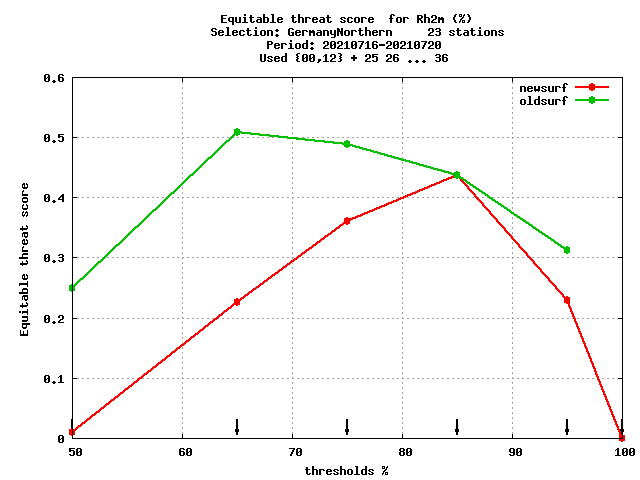 Equitable threat score  for Rh2m (%)
Selection: GermanyNorthern     23 stations
Period: 20210716-20210720
Used {00,12} + 25 26 ... 36
newsurf
oldsurf
Equitable threat score
0.6
0.5
0.4
0.3
0.2
0.1
0
50 60 70 80 90 100
thresholds %